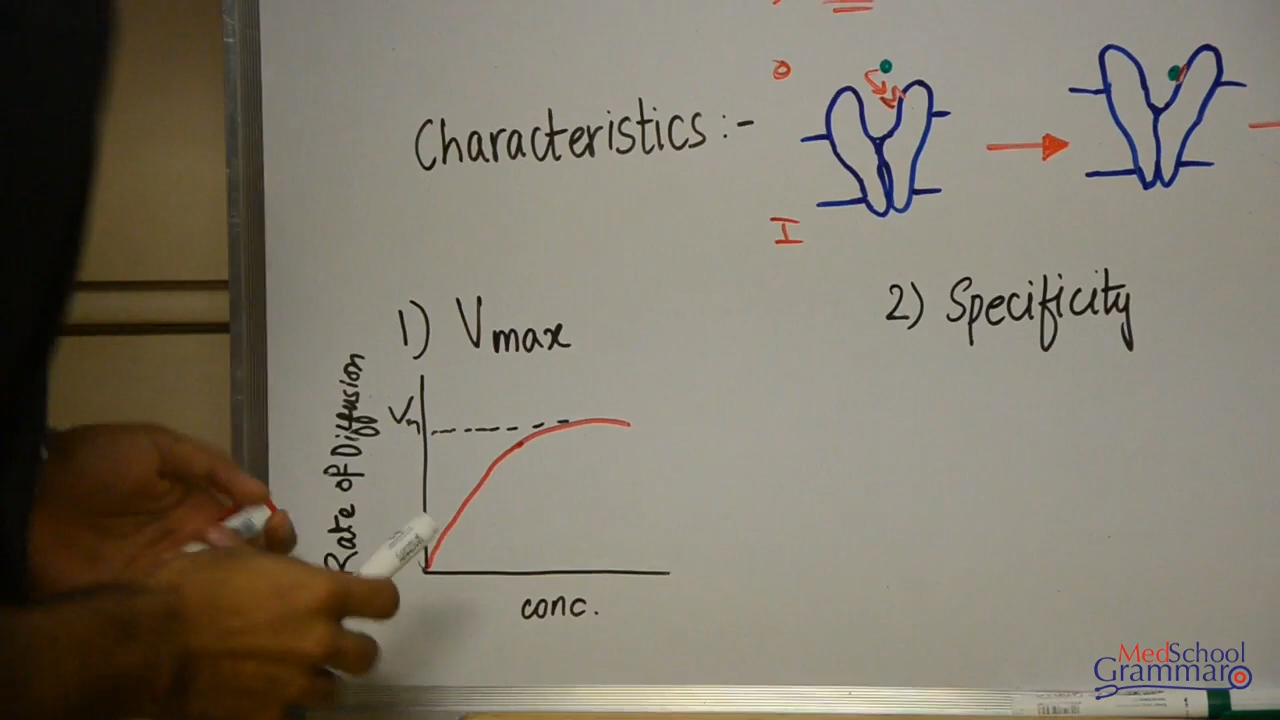 O
Characteristics :-
I
1) Vmax
2) Specificity
Rate of Diffusion
Vm
conc.
MedSchool
Grammar